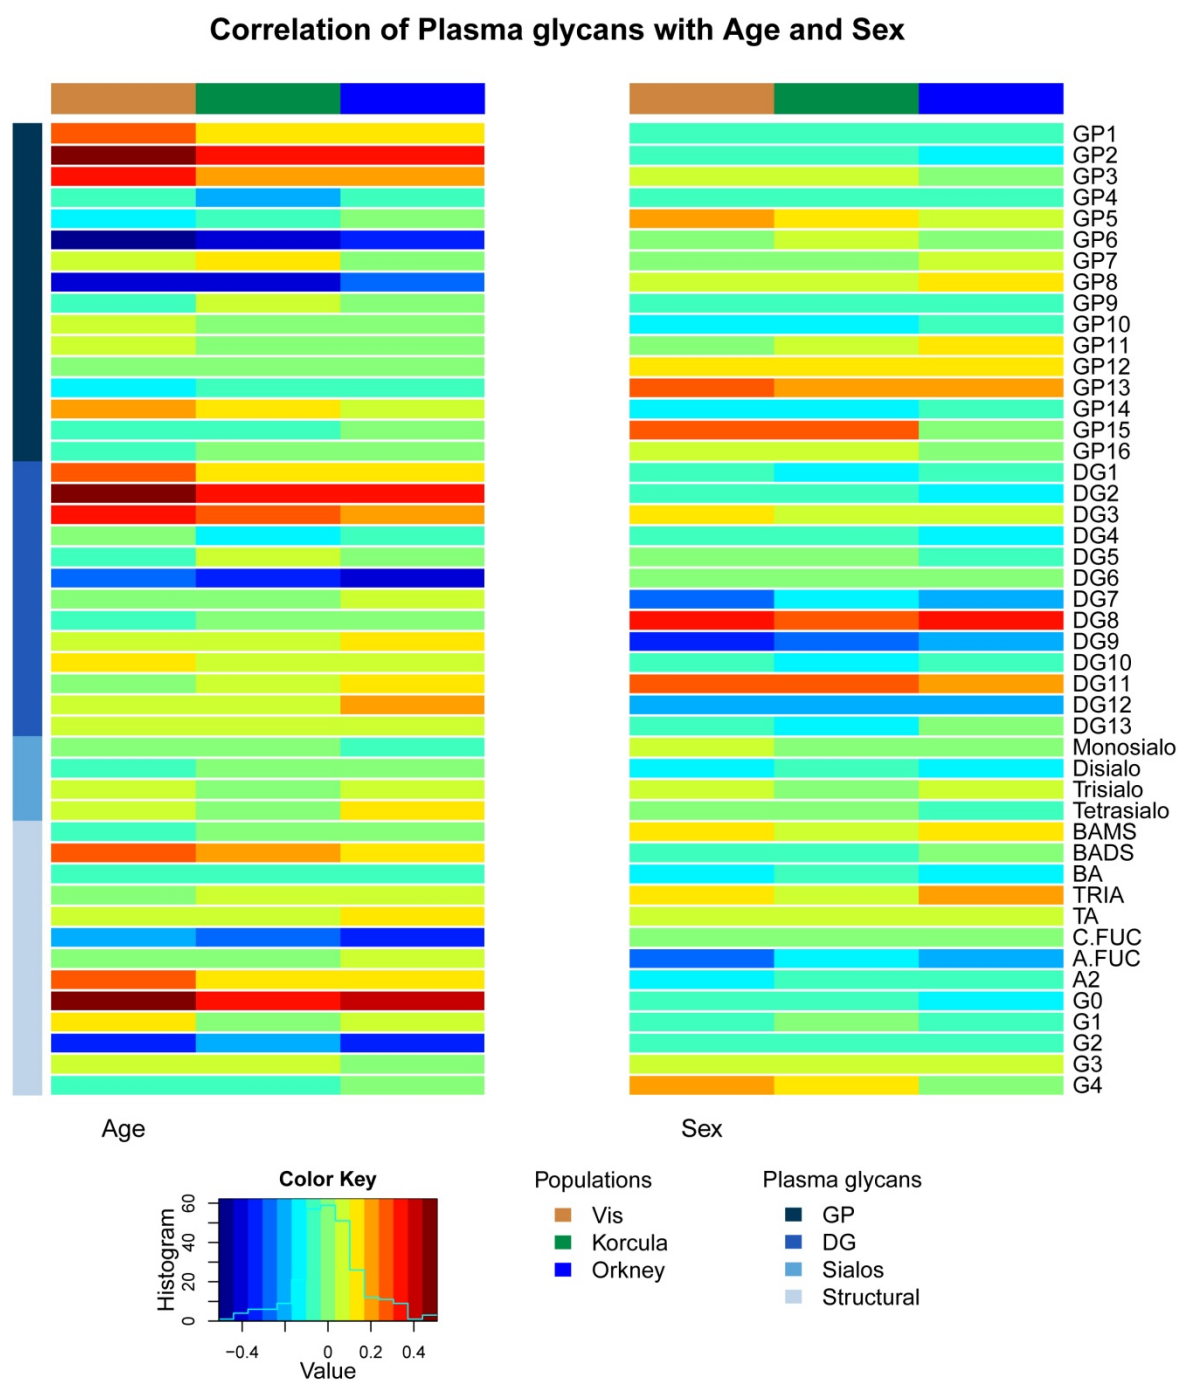 Correlation of Plasma glycans with Age and Sex
GP1
GP2
GP3
GP4
GP5
GP6
GP7
GP8
GP9
GP10
GP11
GP12
GP13
GP14
GP15
GP16
DG1
DG2
DG3
DG4
DG5
DG6
DG7
DG8
DG9
DG10
DG11
DG12
DG13
Monosialo
Disialo
Trisialo
Tetrasialo
BAMS
BADS
BA
TRIA
TA
C.FUC
A.FUC
A2
G0
G1
G2
G3
G4
Age
Sex
Color Key
Histogram
60
40
20
0
−0.4
0
0.2
0.4
Value
Populations
Vis
Korcula
Orkney
Plasma glycans
GP
DG
Sialos
Structural